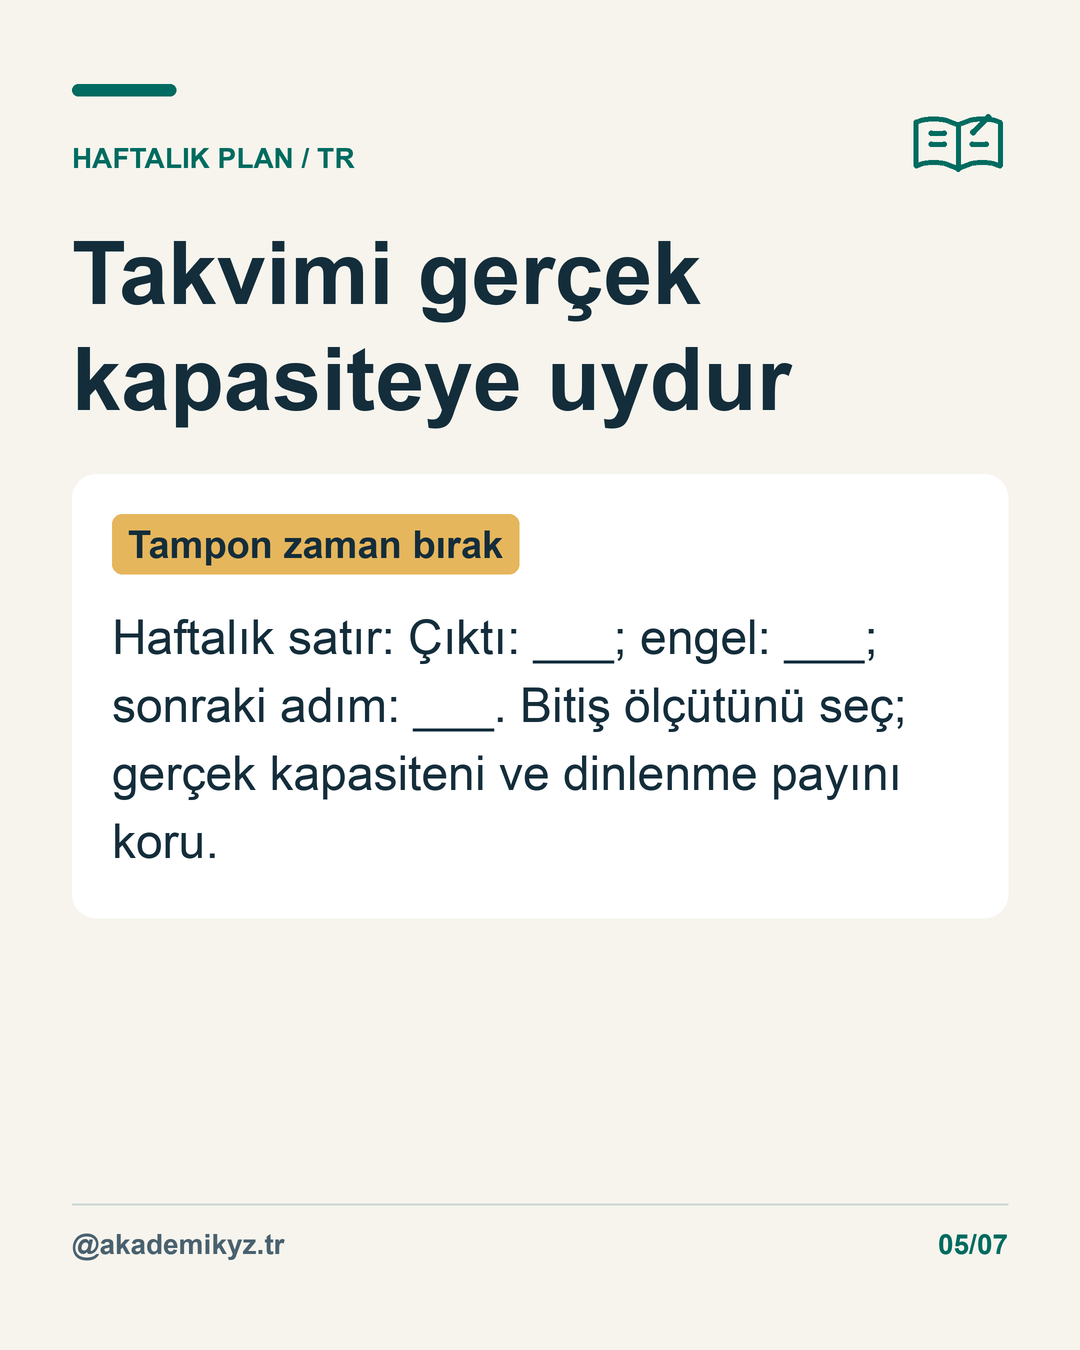 HAFTALIK PLAN / TR
Takvimi gerçek
kapasiteye uydur
Tampon zaman bırak
Haftalık satır: Çıktı: ___; engel: ___;
sonraki adım: ___. Bitiş ölçütünü seç;
gerçek kapasiteni ve dinlenme payını
koru.
@akademikyz.tr
05/07